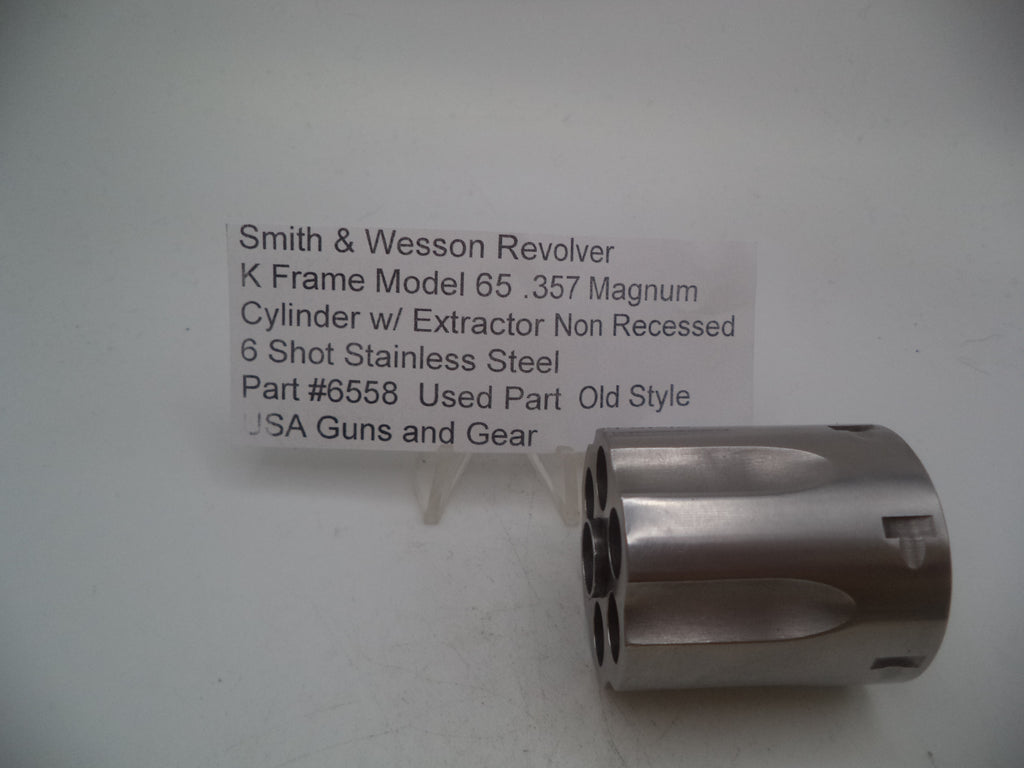 Smith & Wesson Revolver
K Frame Model 65 .357 Magnum
Cylinder w/ Extractor Non Recessed
6 Shot Stainless Steel
Part #6558 Used Part Old Style
USA Guns and Gear